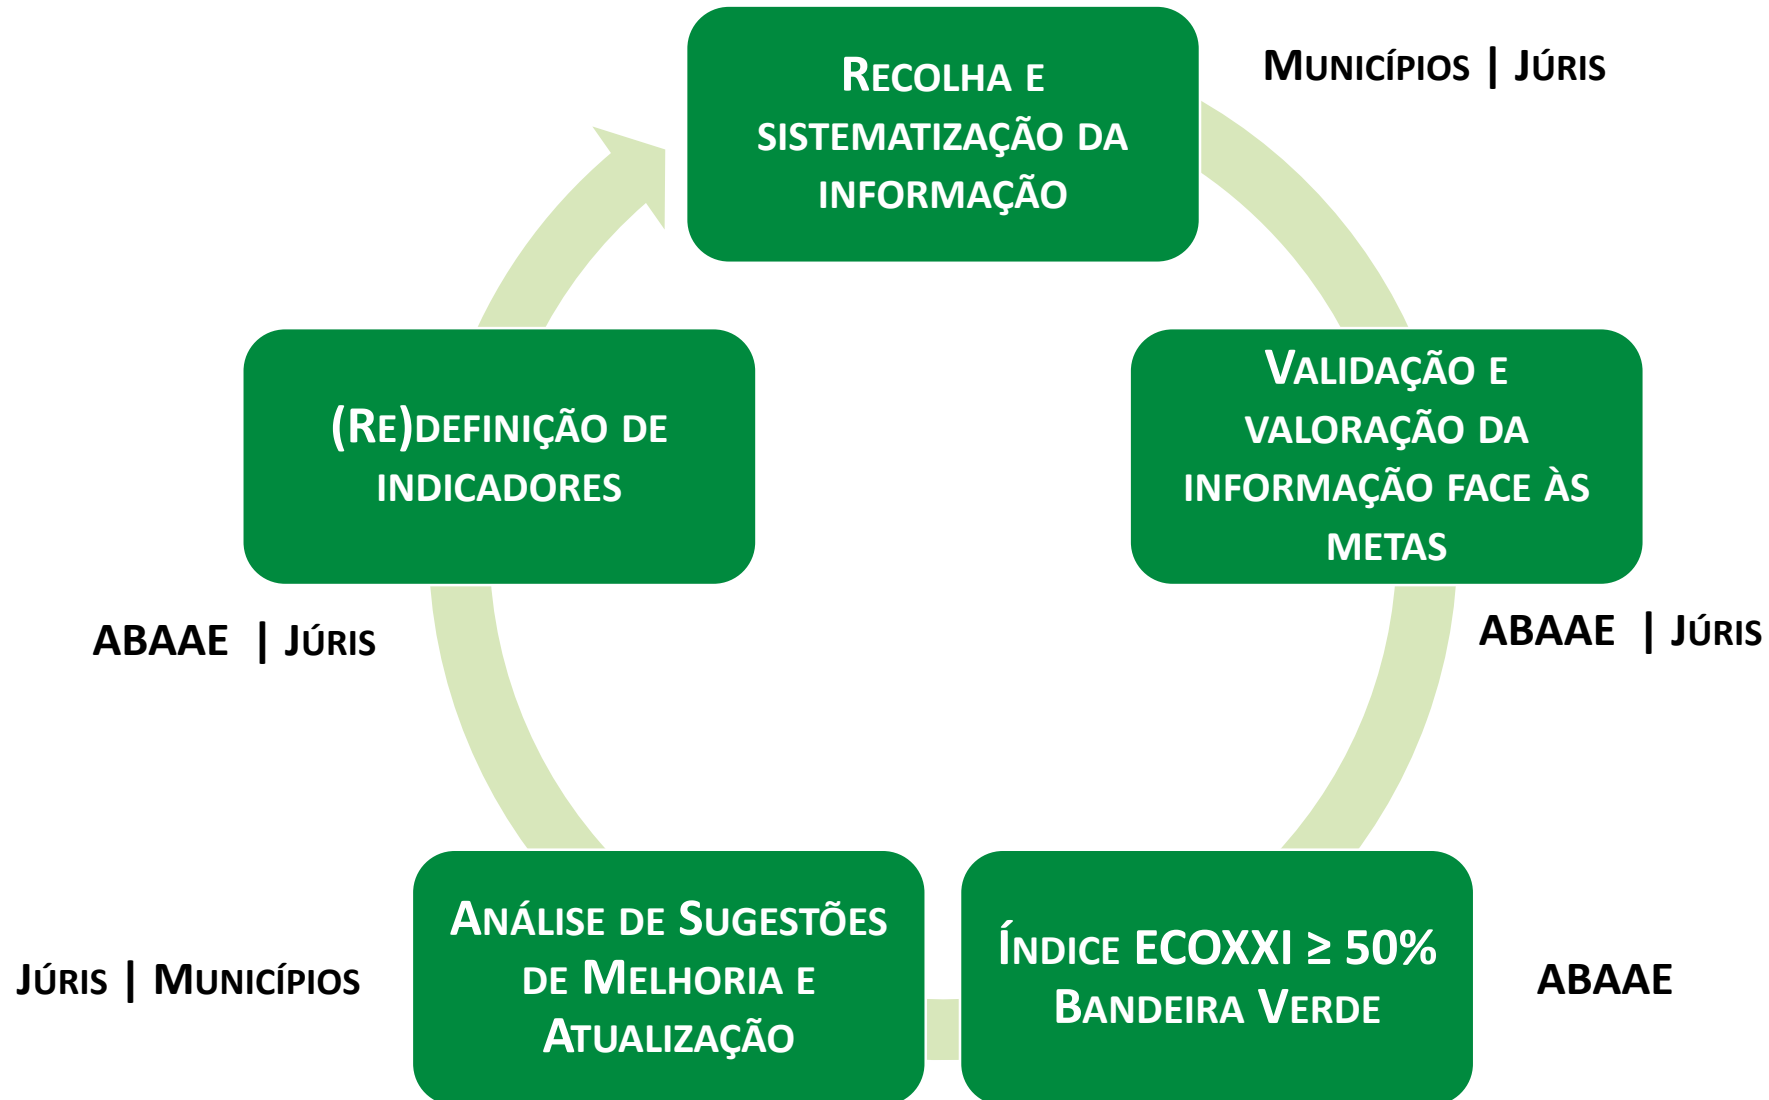 Recolha e
sistematização da
informação
Municípios | Júris
Validação e
valoração da
informação face às
metas
ABAAE | Júris
Índice ECOXXI ≥ 50%
Bandeira Verde
ABAAE
Análise de Sugestões
de Melhoria e
Atualização
Júris | Municípios
(Re)definição de
indicadores
ABAAE | Júris